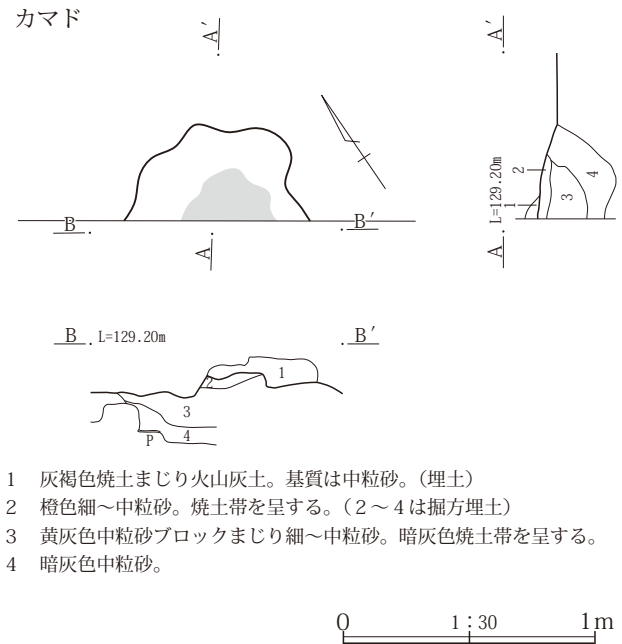 カマド
A′
A′
2
4
3
1
L=129.20m
B
B′
A
A
B L=129.20m B′
1
2
3
4
P
1 灰褐色焼土まじり火山灰土。基質は中粒砂。（埋土）
2 橙色細～中粒砂。焼土帯を呈する。（２～４は掘方埋土）
3 黄灰色中粒砂ブロックまじり細～中粒砂。暗灰色焼土帯を呈する。
4 暗灰色中粒砂。
0 1：30 1m